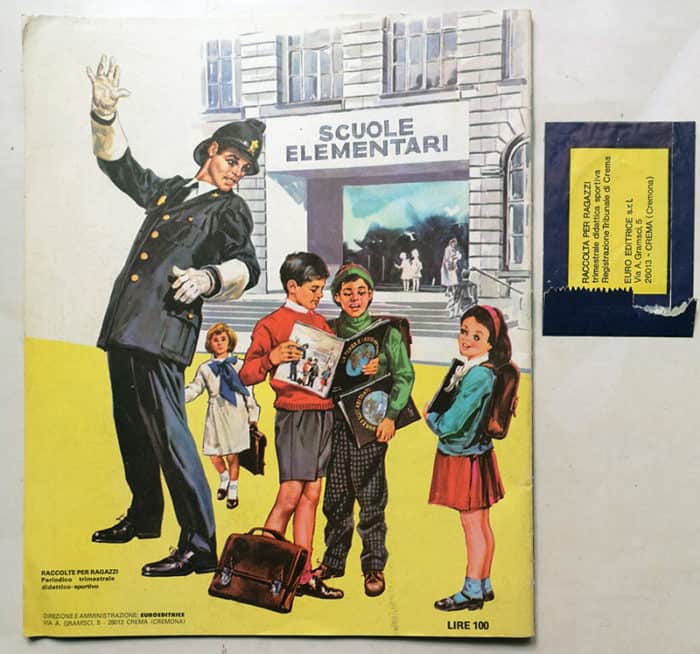 SCUOLE
ELEMENTARI
RACCOLTE PER RAGAZZI
Periodico trimestrale
didattico-sportivo
DIREZIONE E AMMINISTRAZIONE: EUROEDITRICE
VIA A. GRAMSCI, 5 - 26013 CREMA (CREMONA)
LIRE 100
RACCOLTA PER RAGAZZI
trimestrale didattica sportiva
Registrazione Tribunale di Crema
EURO EDITRICE s.r.l.
Via A. Gramsci, 5
26013 - CREMA (Cremona)